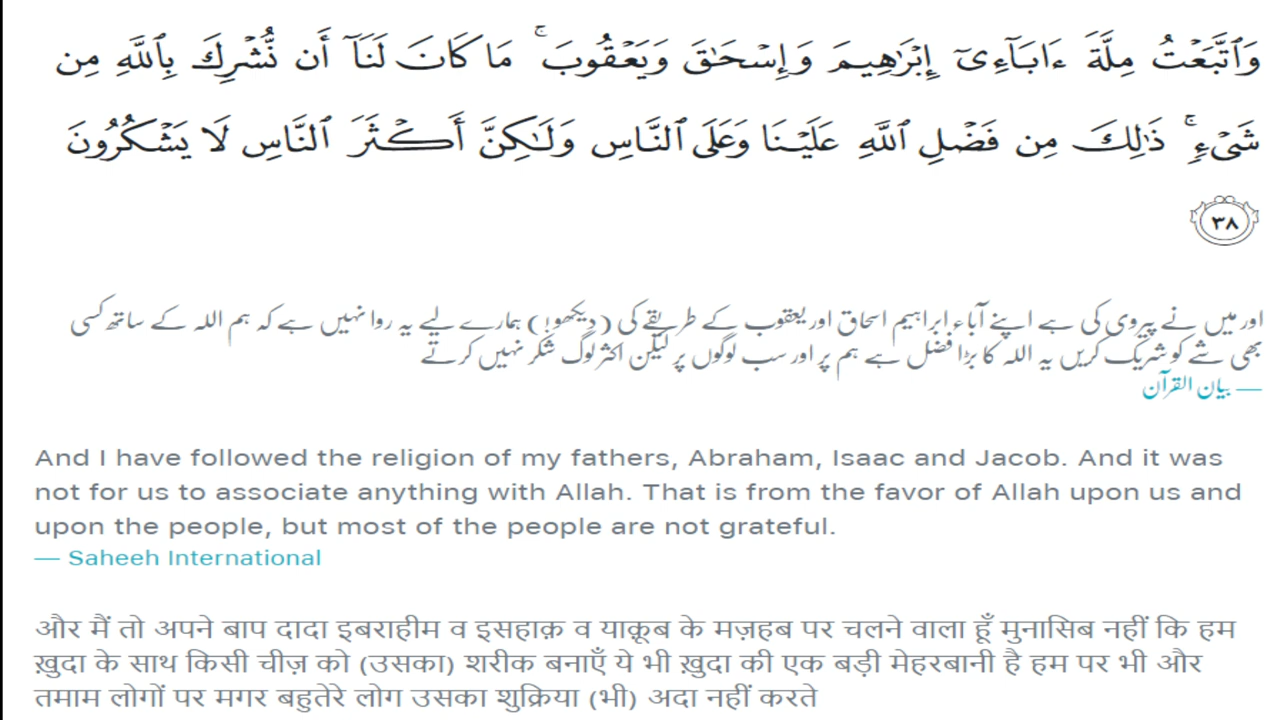 وَٱتَّبَعْتُ مِلَّةَ ءَابَآءِىٓ إِبْرَٰهِيمَ وَإِسْحَـٰقَ وَيَعْقُوبَ ۚ مَا كَانَ لَنَآ أَن نُّشْرِكَ بِٱللَّهِ مِن
شَىْءٍۢ ۚ ذَٰلِكَ مِن فَضْلِ ٱللَّهِ عَلَيْنَا وَعَلَى ٱلنَّاسِ وَلَـٰكِنَّ أَكْثَرَ ٱلنَّاسِ لَا يَشْكُرُونَ
٣٨
اور میں نے پیروی کی ہے اپنے آباء ابراہیم اسحاق اور یعقوب کے طریقے کی (دیکھو !) ہمارے لیے یہ روا نہیں ہے کہ ہم اللہ کے ساتھ کسی
بھی شے کو شریک کریں یہ اللہ کا بڑا فضل ہے ہم پر اور سب لوگوں پر لیکن اکثر لوگ شکر نہیں کرتے
— بیان القرآن
And I have followed the religion of my fathers, Abraham, Isaac and Jacob. And it was
not for us to associate anything with Allah. That is from the favor of Allah upon us and
upon the people, but most of the people are not grateful.
— Saheeh International
और मैं तो अपने बाप दादा इबराहीम व इसहाक़ व याक़ूब के मज़हब पर चलने वाला हूँ मुनासिब नहीं कि हम
ख़ुदा के साथ किसी चीज़ को (उसका) शरीक बनाएँ ये भी ख़ुदा की एक बड़ी मेहरबानी है हम पर भी और
तमाम लोगों पर मगर बहुतेरे लोग उसका शुक्रिया (भी) अदा नहीं करते